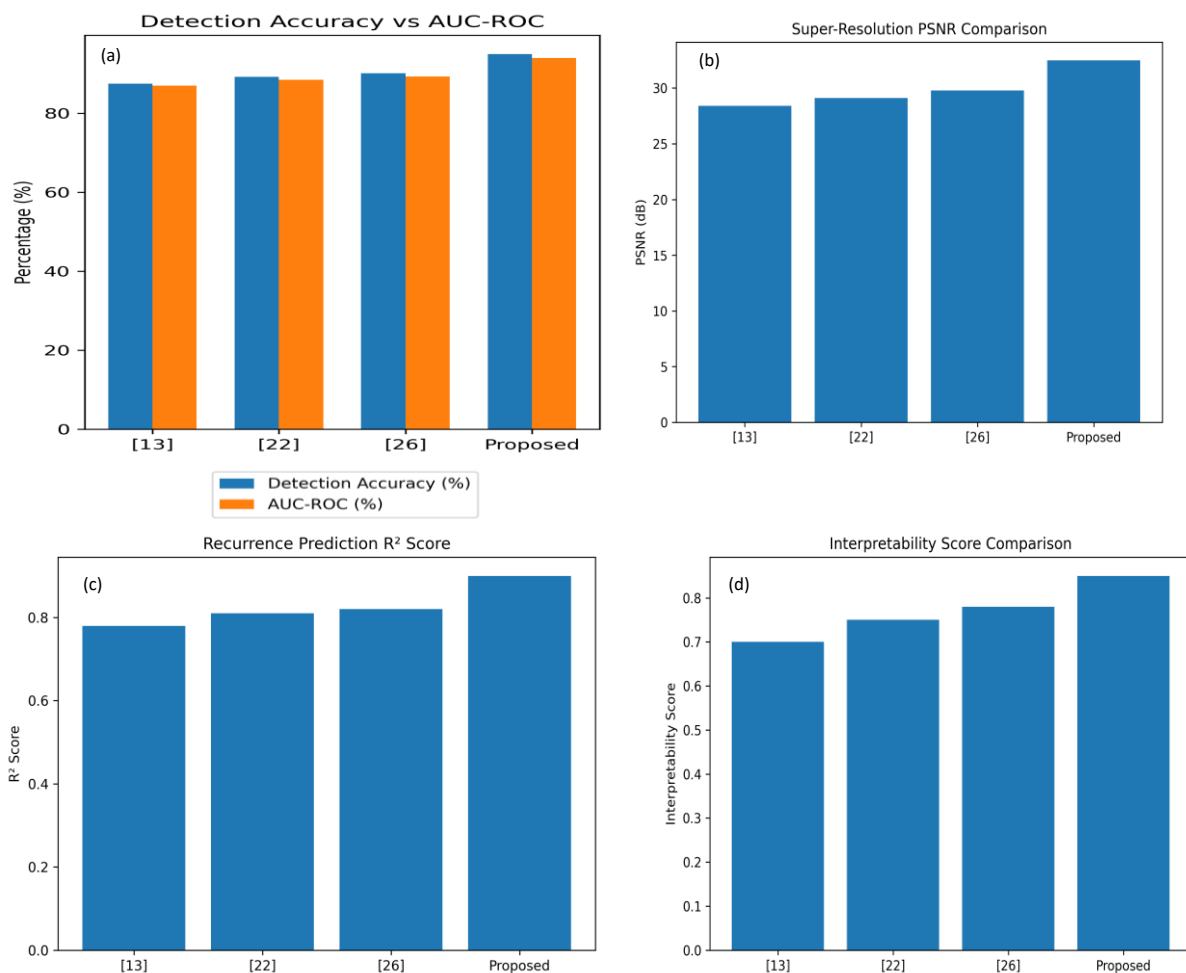 Detection Accuracy vs AUC-ROC
(a)
Percentage (%)
80
60
40
20
0
[13] [22] [26] Proposed
Detection Accuracy (%)
AUC-ROC (%)
Super-Resolution PSNR Comparison
(b)
PSNR (dB)
30
25
20
15
10
5
0
[13] [22] [26] Proposed
Recurrence Prediction R² Score
(c)
R² Score
0.8
0.6
0.4
0.2
0.0
[13] [22] [26] Proposed
Interpretability Score Comparison
(d)
Interpretability Score
0.8
0.7
0.6
0.5
0.4
0.3
0.2
0.1
0.0
[13] [22] [26] Proposed